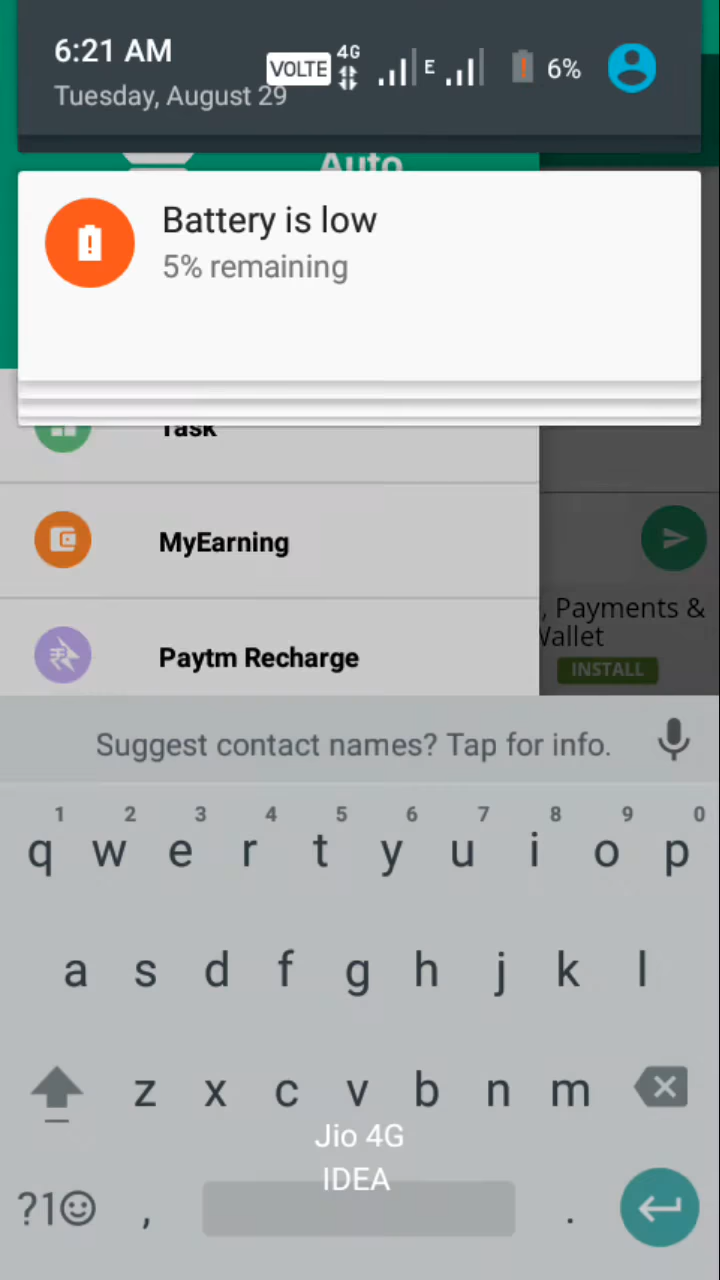 6:21 AM
VOLTE 4G E 6%
Tuesday, August 29
Auto
Battery is low
5% remaining
Task
MyEarning
, Payments &
Wallet
INSTALL
Paytm Recharge
Suggest contact names? Tap for info.
1 2 3 4 5 6 7 8 9 0
q w e r t y u i o p
a s d f g h j k l
z x c v b n m
Jio 4G
IDEA
?1 , .